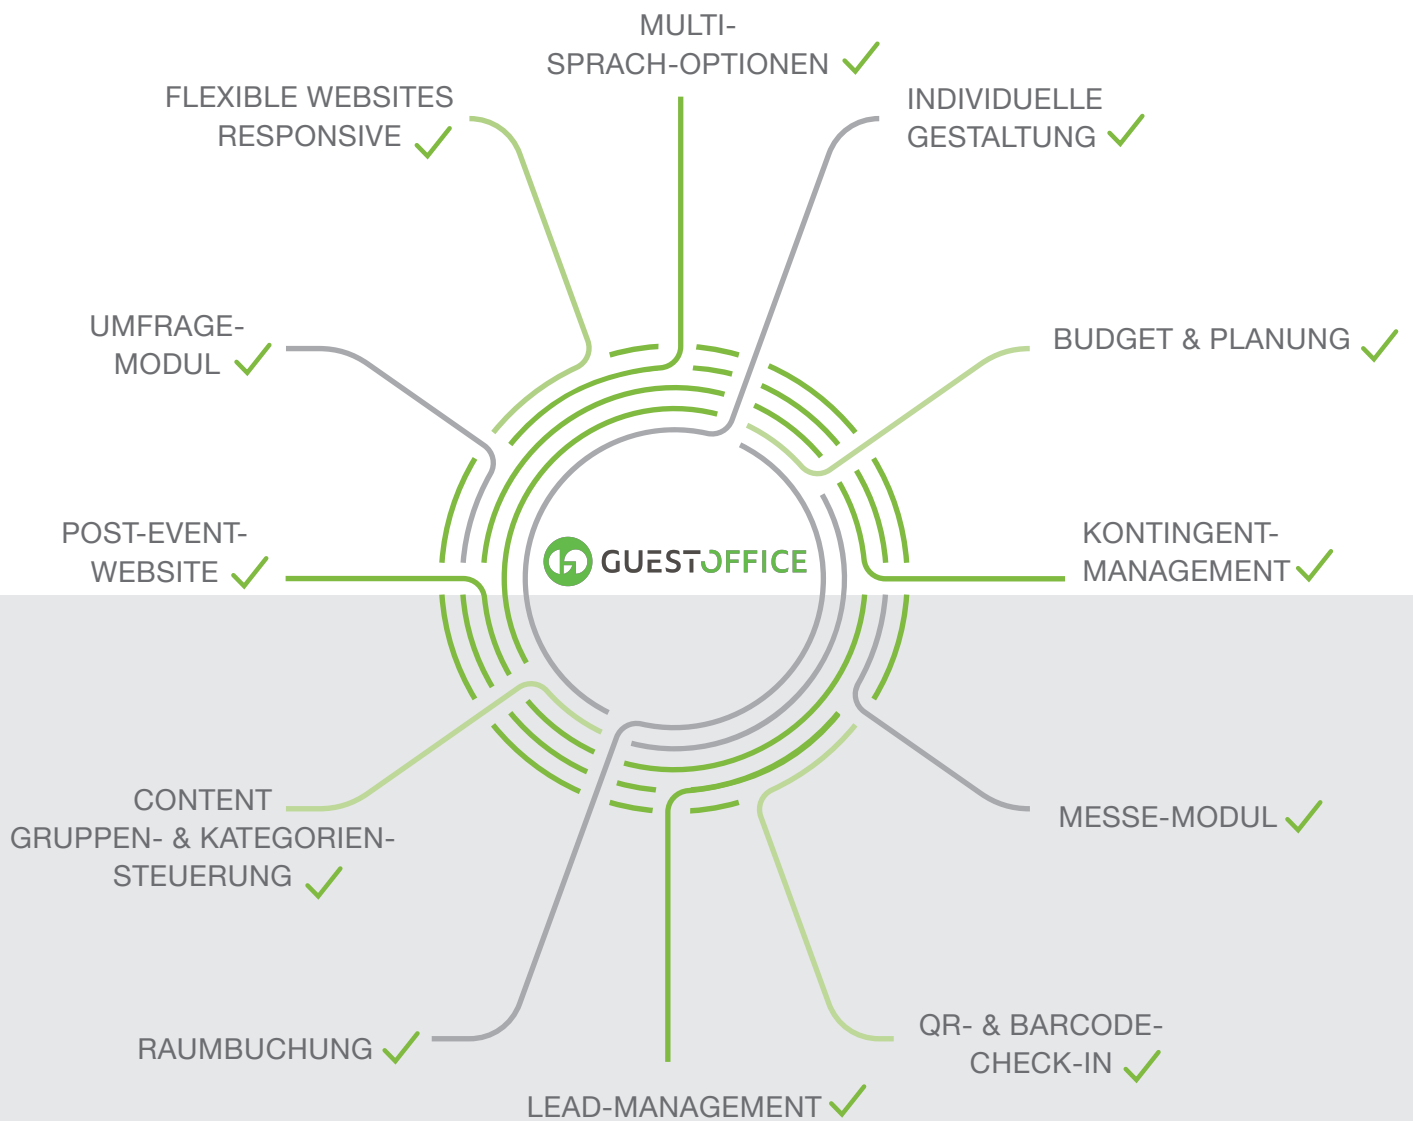 MULTI-
SPRACH-OPTIONEN
FLEXIBLE WEBSITES
RESPONSIVE
INDIVIDUELLE
GESTALTUNG
UMFRAGE-
MODUL
BUDGET & PLANUNG
POST-EVENT-
WEBSITE
GUESTOFFICE
KONTINGENT-
MANAGEMENT
CONTENT
GRUPPEN- & KATEGORIEN-
STEUERUNG
MESSE-MODUL
RAUMBUCHUNG
QR- & BARCODE-
CHECK-IN
LEAD-MANAGEMENT